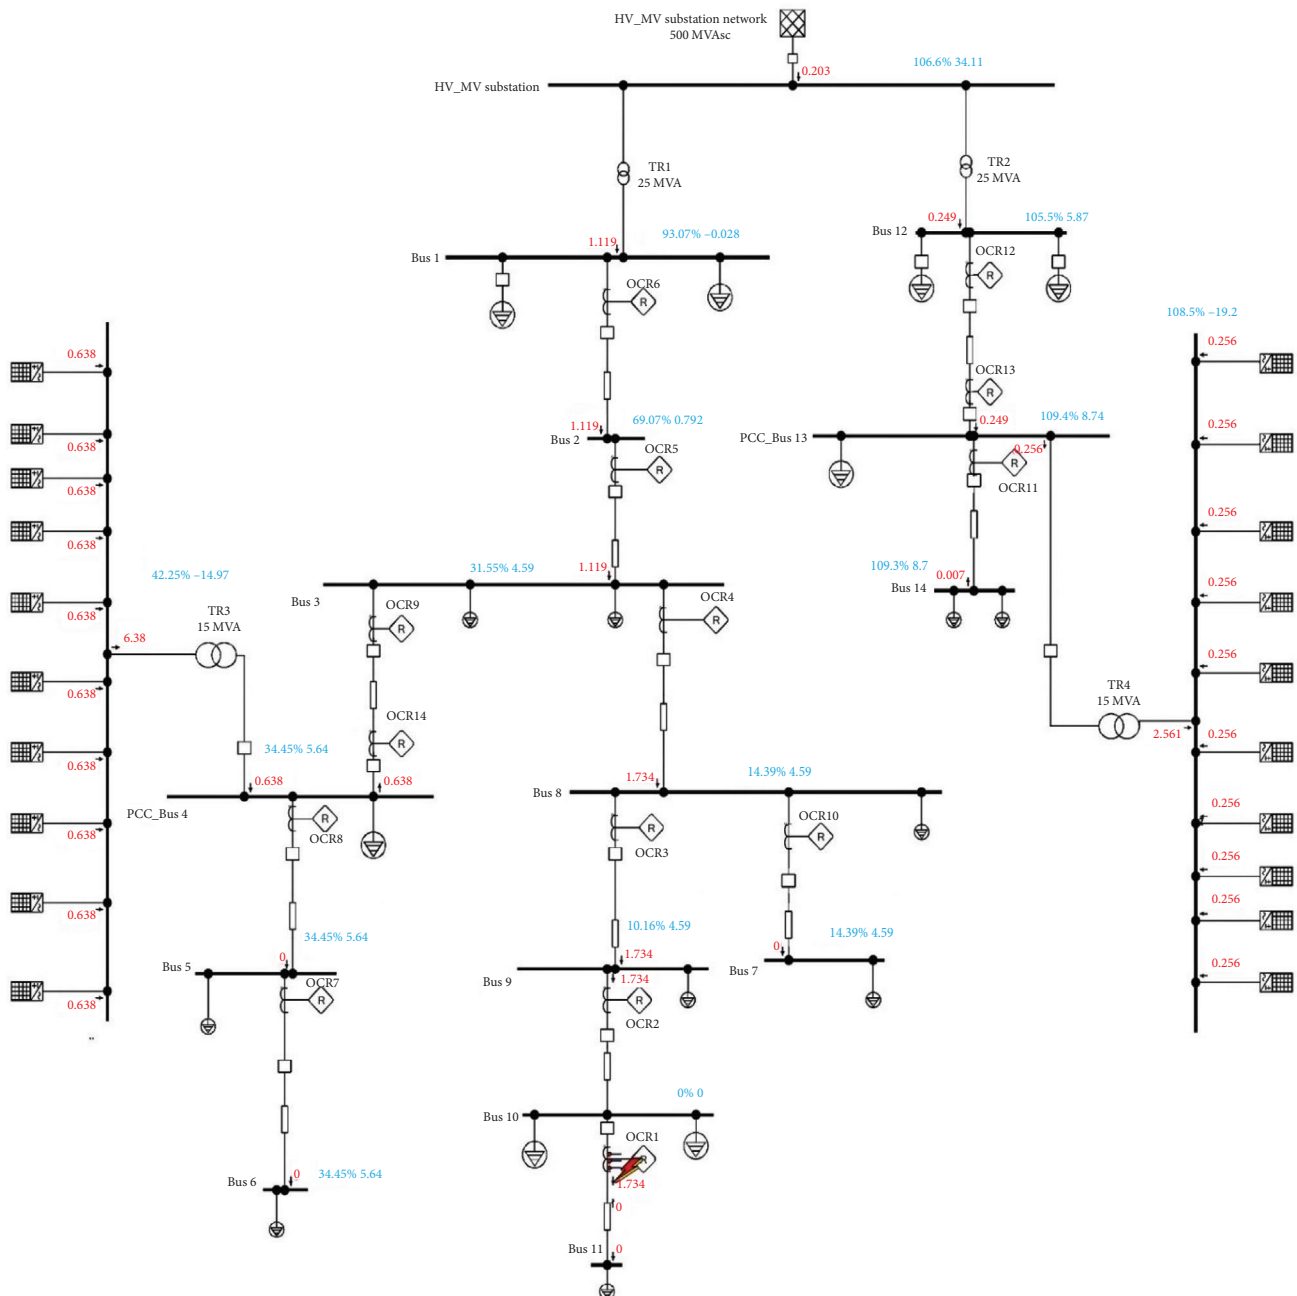 HV_MV substation network
500 MVAsc
0.203
106.6% 34.11
HV_MV substation
TR1
25 MVA
TR2
25 MVA
0.249
105.5% 5.87
Bus 12
1.119
93.07% –0.028
Bus 1
OCR12
OCR6
R
R
108.5% –19.2
0.638
0.256
OCR13
R
0.638
69.07% 0.792
1.119
Bus 2
0.249
109.4% 8.74
PCC_Bus 13
0.256
0.256
OCR5
R
R
OCR11
0.638
0.638
0.256
31.55% 4.59
1.119
42.25% –14.97
109.3% 8.7
0.007
Bus 14
Bus 3
0.256
0.638
TR3
15 MVA
OCR9
R
OCR4
R
6.38
0.256
0.638
TR4
15 MVA
OCR14
R
2.561
0.256
34.45% 5.64
0.638
0.638
0.638
1.734
14.39% 4.59
Bus 8
PCC_Bus 4
0.256
0.638
R
OCR8
R
OCR3
OCR10
R
0.256
0.638
0.256
10.16% 4.59
34.45% 5.64
0
1.734
0
14.39% 4.59
Bus 5
Bus 9
Bus 7
0.256
OCR7
R
1.734
R
OCR2
0.638
„
0% 0
Bus 10
OCR1
R
34.45% 5.64
0
Bus 6
1.734
0
Bus 11
0